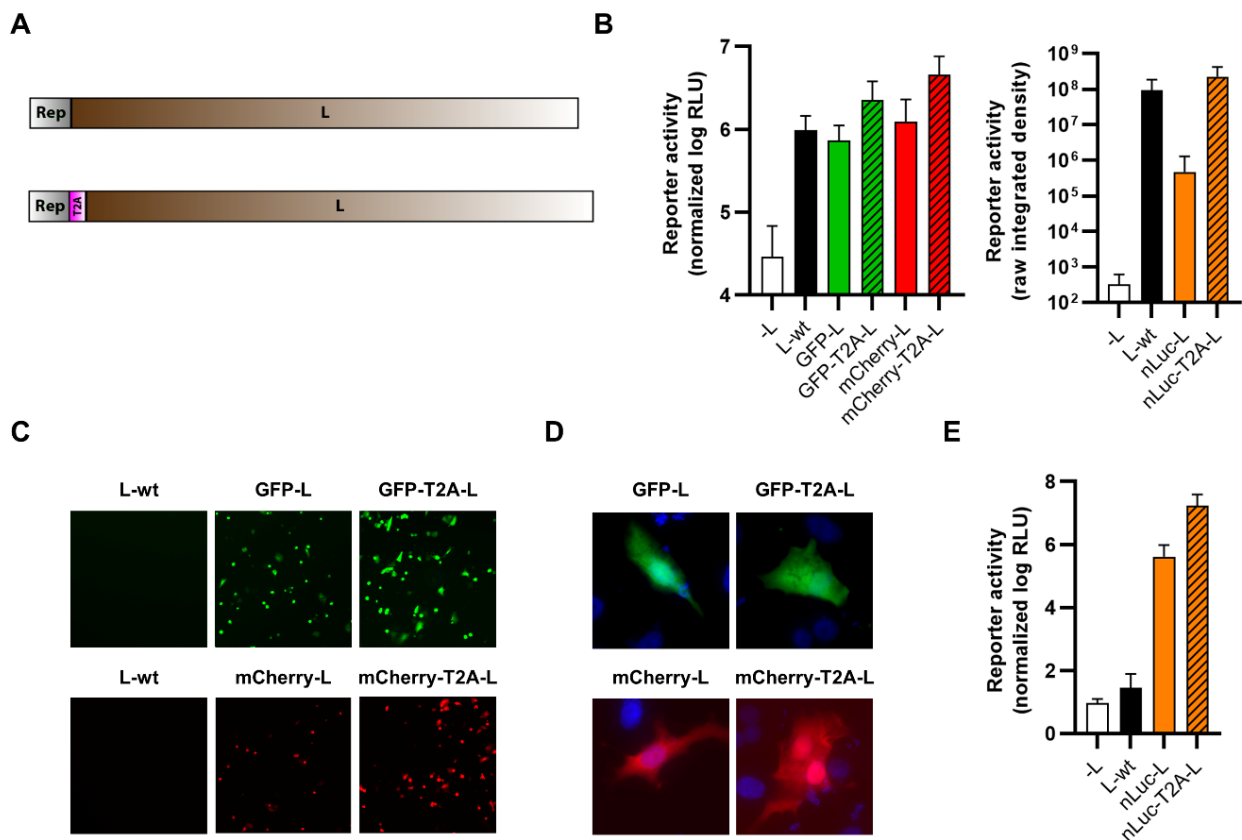 A
Rep
L
Rep
T2A
L
B
Reporter activity
(normalized log RLU)
7
6
5
4
-L
L-wt
GFP-L
GFP-T2A-L
mCherry-L
mCherry-T2A-L
Reporter activity
(raw integrated density)
10⁹
10⁸
10⁷
10⁶
10⁵
10⁴
10³
10²
-L
L-wt
nLuc-L
nLuc-T2A-L
C
L-wt
GFP-L
GFP-T2A-L
L-wt
mCherry-L
mCherry-T2A-L
D
GFP-L
GFP-T2A-L
mCherry-L
mCherry-T2A-L
E
Reporter activity
(normalized log RLU)
8
6
4
2
0
-L
L-wt
nLuc-L
nLuc-T2A-L